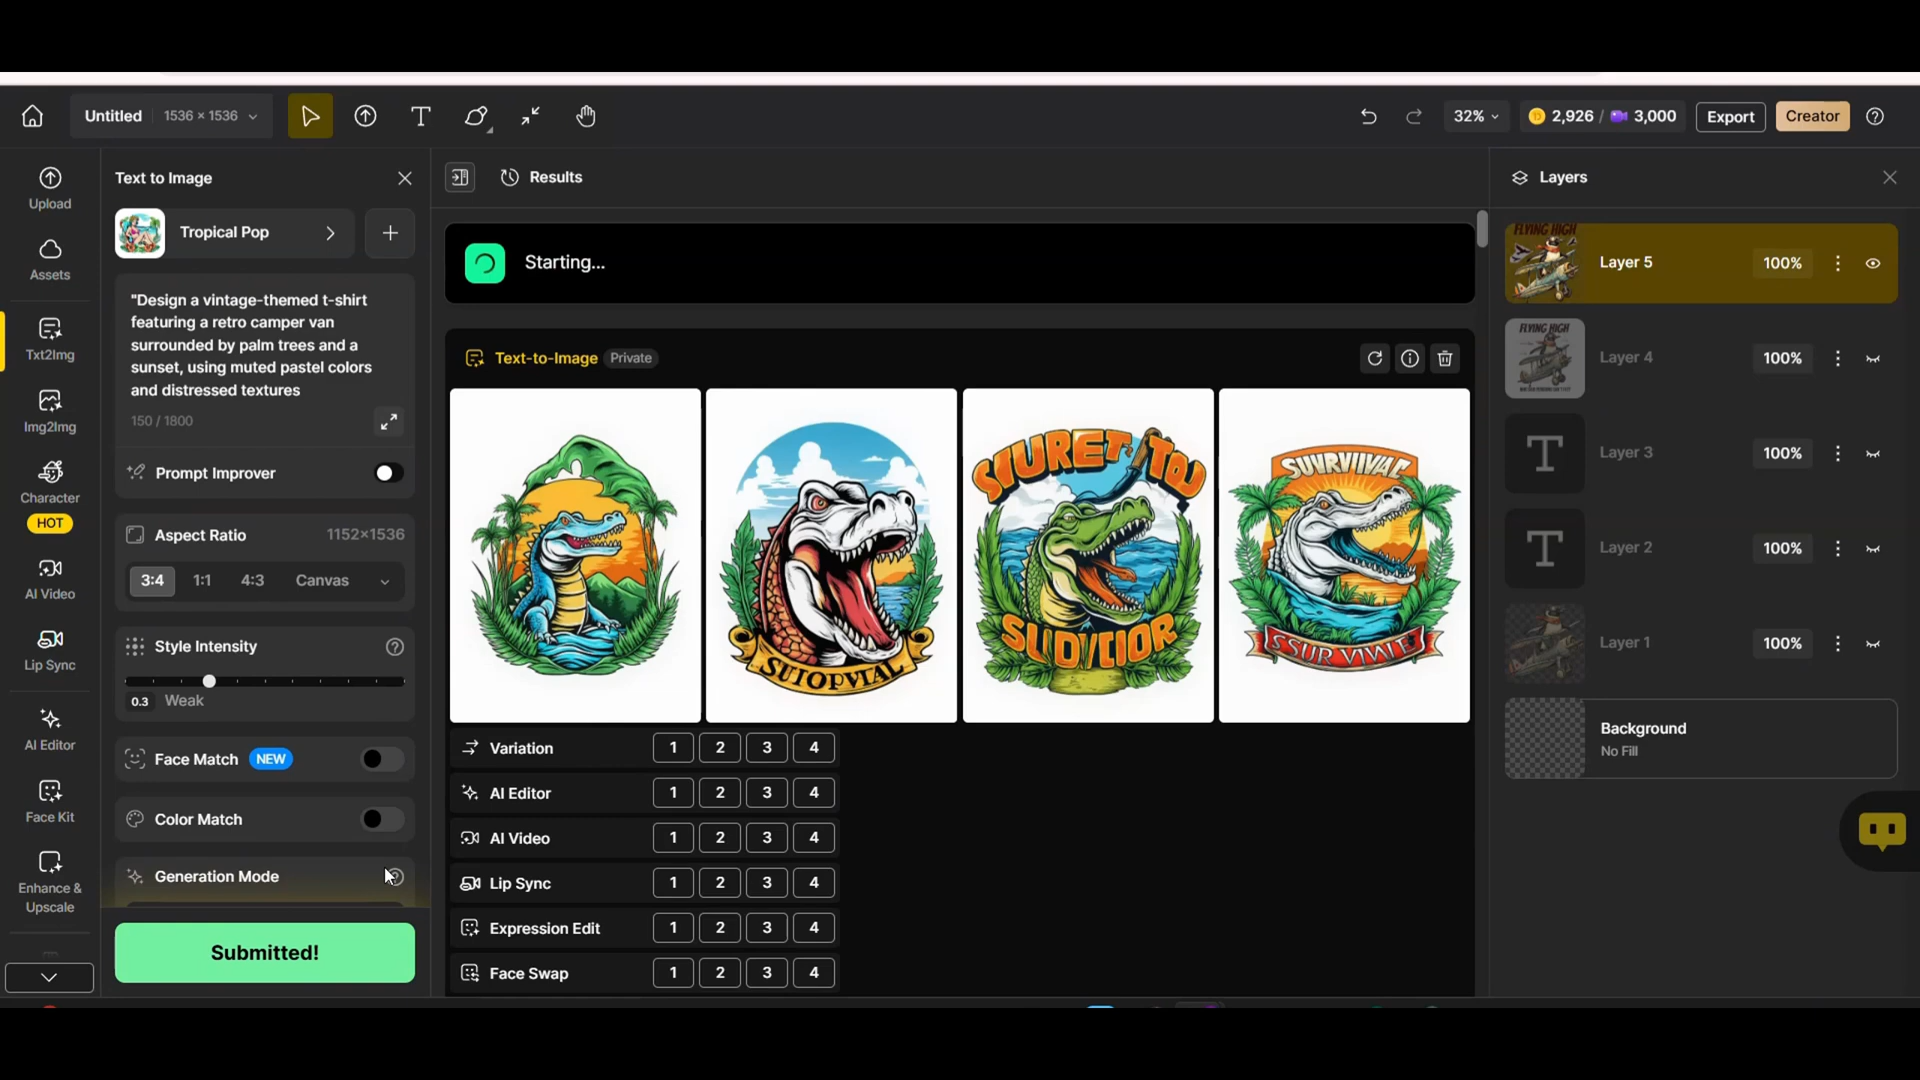 Untitled 1536 × 1536
32% 2,926 / 3,000 Export Creator
Upload
Assets
Txt2Img
Img2Img
Character
HOT
AI Video
Lip Sync
AI Editor
Face Kit
Enhance &
Upscale
Text to Image
Tropical Pop
"Design a vintage-themed t-shirt
featuring a retro camper van
surrounded by palm trees and a
sunset, using muted pastel colors
and distressed textures
150 / 1800
Prompt Improver
Aspect Ratio 1152×1536
3:4 1:1 4:3 Canvas
Style Intensity
0.3 Weak
Face Match NEW
Color Match
Generation Mode
Submitted!
Results
Starting...
Text-to-Image Private
SUTOPVIAL
Variation 1 2 3 4
AI Editor 1 2 3 4
AI Video 1 2 3 4
Lip Sync 1 2 3 4
Expression Edit 1 2 3 4
Face Swap 1 2 3 4
Layers
FLYING HIGH
Layer 5 100%
FLYING HIGH
Layer 4 100%
T
Layer 3 100%
T
Layer 2 100%
Layer 1 100%
Background
No Fill